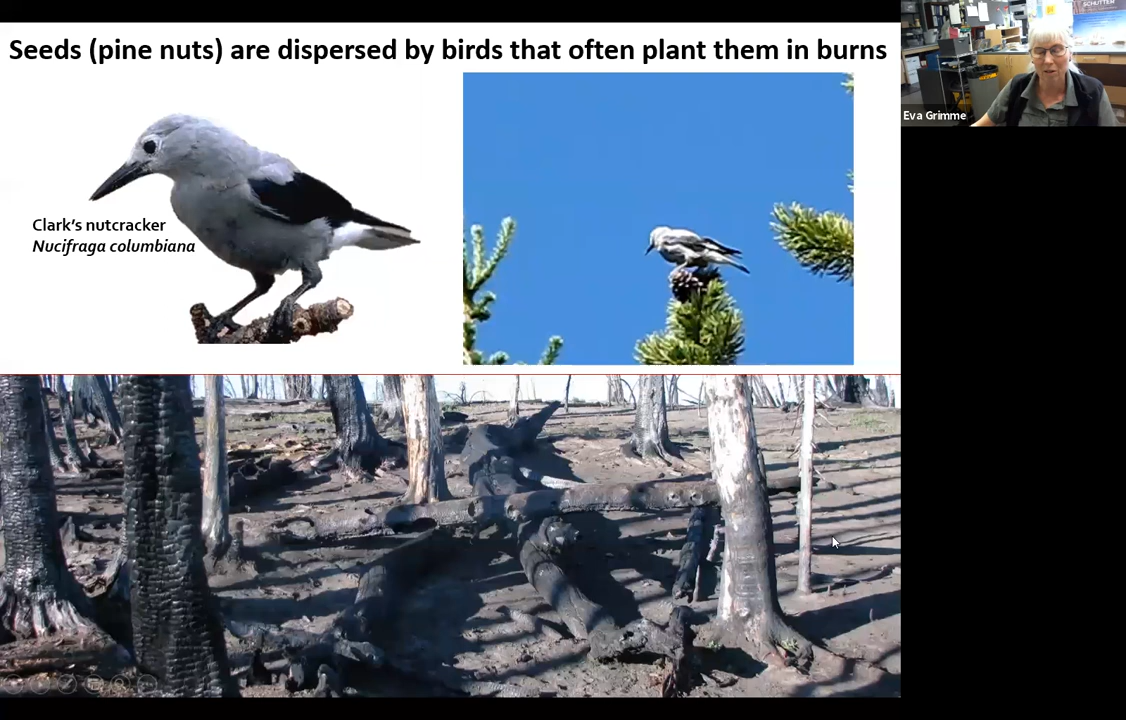 Seeds (pine nuts) are dispersed by birds that often plant them in burns
SCHUTTER
Eva Grimme
Clark's nutcracker
Nucifraga columbiana